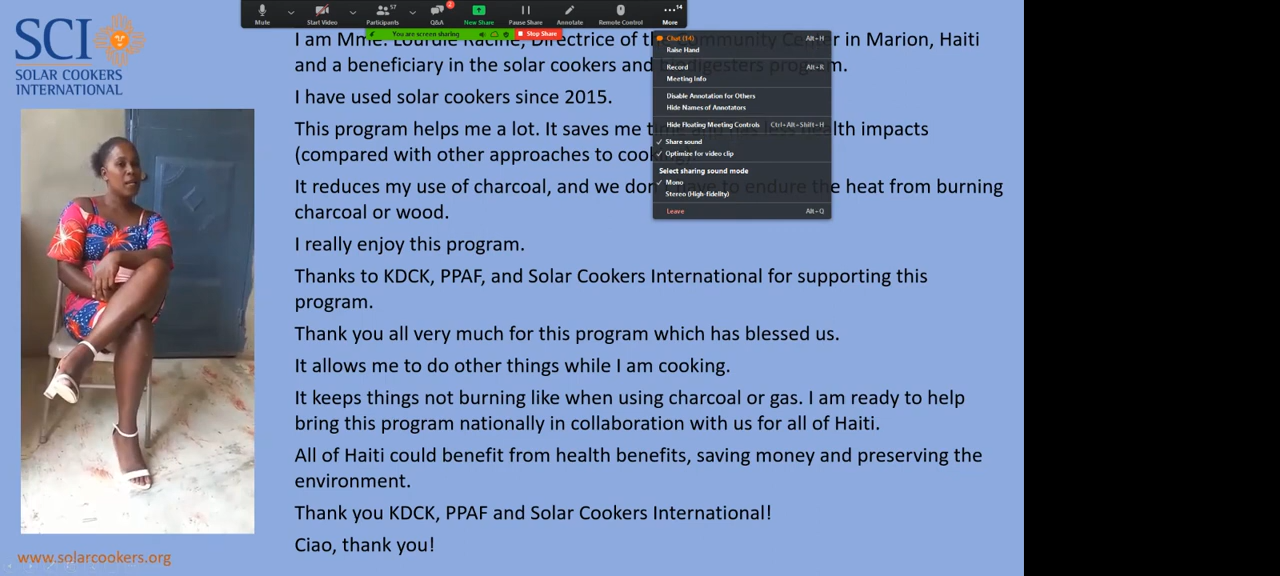 57
2
14
Mute
Start Video
Participants
Q&A
New Share
Pause Share
Annotate
Remote Control
More
You are screen sharing
Stop Share
SCI
SOLAR COOKERS
INTERNATIONAL
I am Mme. Lourdie Racine, Directrice of the Community Center in Marion, Haiti
and a beneficiary in the solar cookers and biodigesters program.
I have used solar cookers since 2015.
This program helps me a lot. It saves me time and has less health impacts
(compared with other approaches to cooking).
It reduces my use of charcoal, and we don't have to endure the heat from burning
charcoal or wood.
I really enjoy this program.
Thanks to KDCK, PPAF, and Solar Cookers International for supporting this
program.
Thank you all very much for this program which has blessed us.
It allows me to do other things while I am cooking.
It keeps things not burning like when using charcoal or gas. I am ready to help
bring this program nationally in collaboration with us for all of Haiti.
All of Haiti could benefit from health benefits, saving money and preserving the
environment.
Thank you KDCK, PPAF and Solar Cookers International!
Ciao, thank you!
Chat (14) Alt+H
Raise Hand
Record Alt+R
Meeting Info
Disable Annotation for Others
Hide Names of Annotators
Hide Floating Meeting Controls Ctrl+Alt+Shift+H
Share sound
Optimize for video clip
Select sharing sound mode
Mono
Stereo (High-fidelity)
Leave Alt+Q
www.solarcookers.org